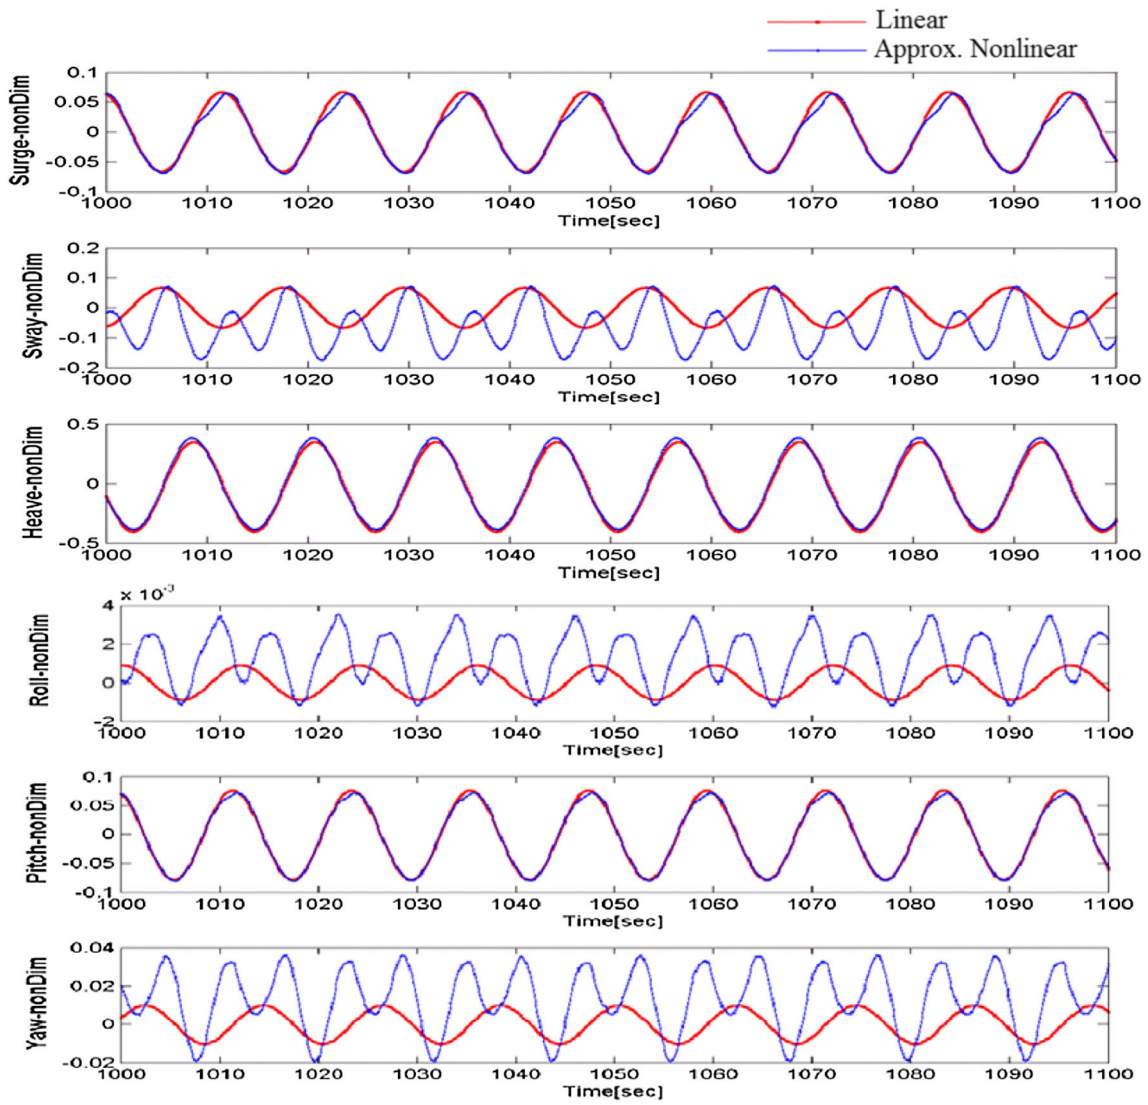 Linear
Approx. Nonlinear
Surge-nonDim
0.1
0.05
0
-0.05
-0.1
1000 1010 1020 1030 1040 1050 1060 1070 1080 1090 1100
Time[sec]
Sway-nonDim
0.2
0.1
0
-0.1
-0.2
1000 1010 1020 1030 1040 1050 1060 1070 1080 1090 1100
Time[sec]
Heave-nonDim
0.5
0
-0.5
1000 1010 1020 1030 1040 1050 1060 1070 1080 1090 1100
Time[sec]
Roll-nonDim
x 10⁻³
4
2
0
-2
1000 1010 1020 1030 1040 1050 1060 1070 1080 1090 1100
Time[sec]
Pitch-nonDim
0.1
0.05
0
-0.05
-0.1
1000 1010 1020 1030 1040 1050 1060 1070 1080 1090 1100
Time[sec]
Yaw-nonDim
0.04
0.02
0
-0.02
1000 1010 1020 1030 1040 1050 1060 1070 1080 1090 1100
Time[sec]